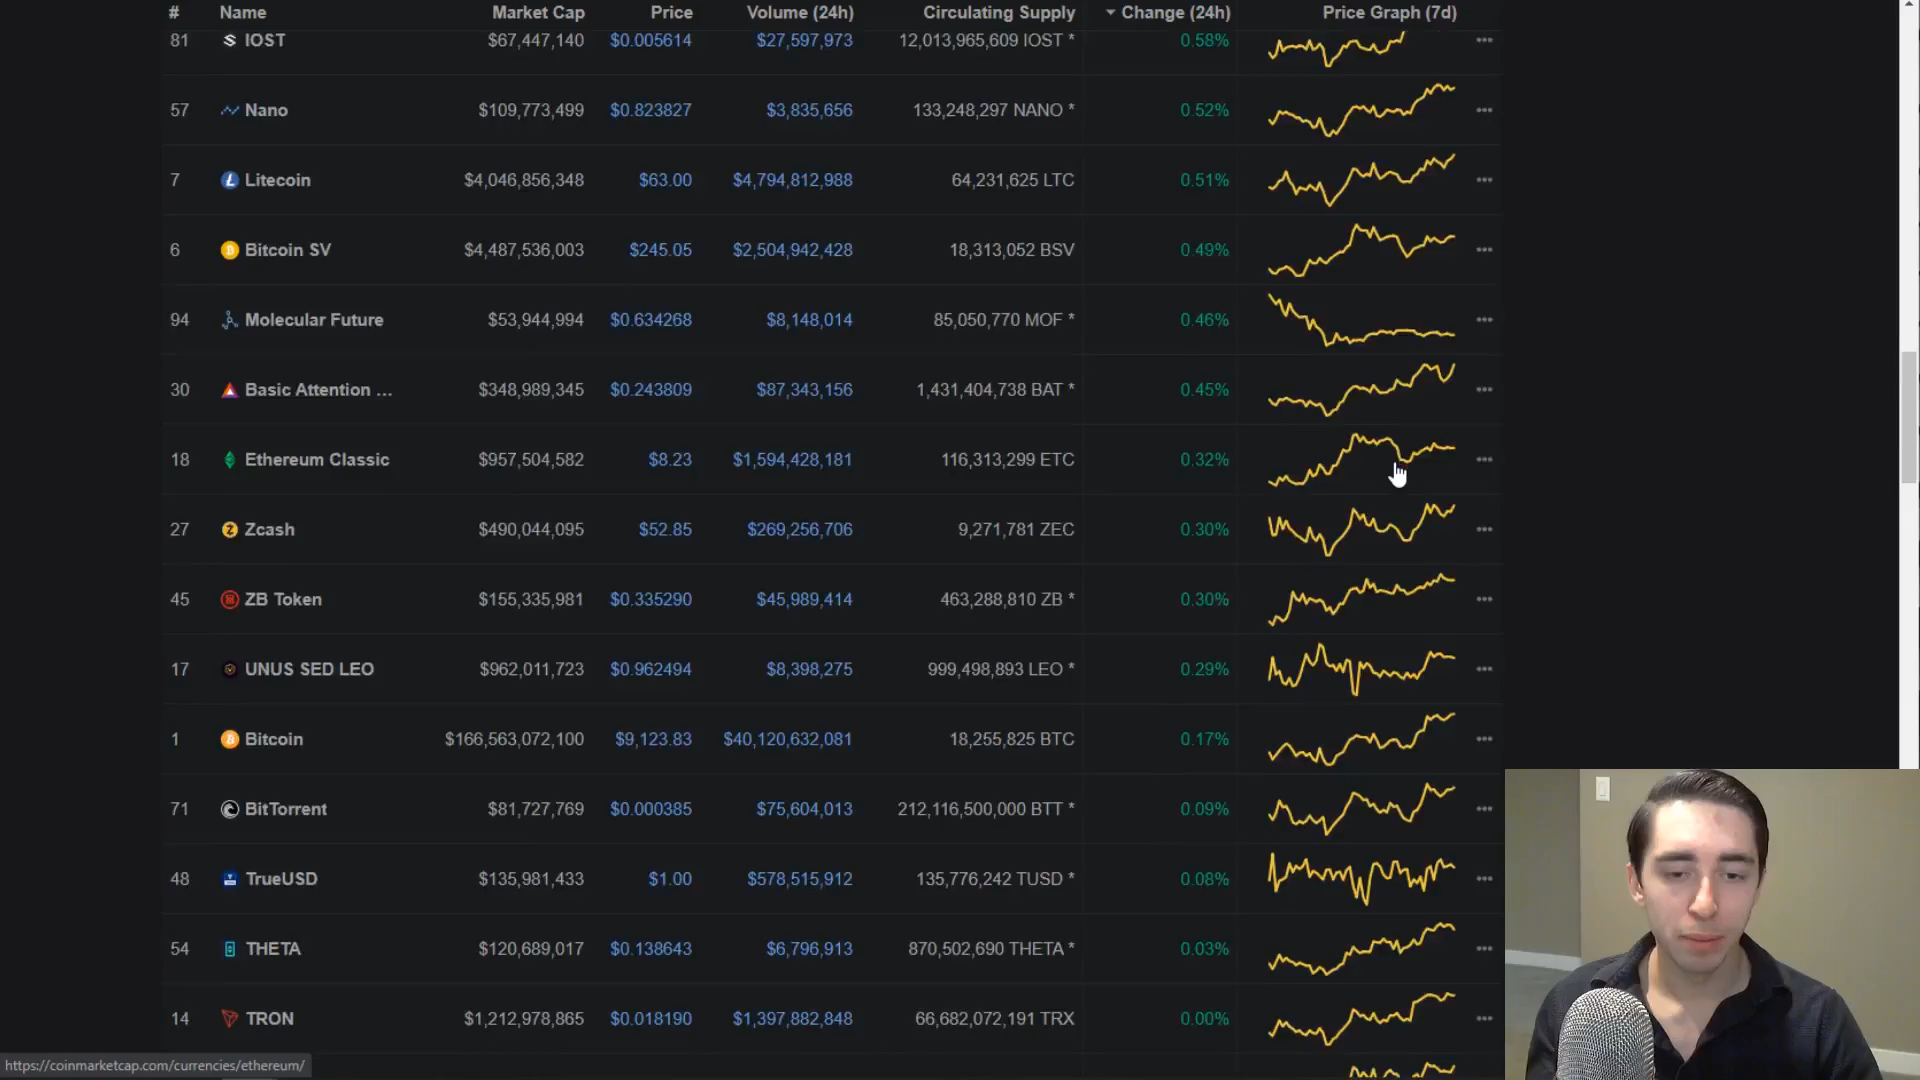 # Name Market Cap Price Volume (24h) Circulating Supply Change (24h) Price Graph (7d)
81 IOST $67,447,140 $0.005614 $27,597,973 12,013,965,609 IOST * 0.58%
57 Nano $109,773,499 $0.823827 $3,835,656 133,248,297 NANO * 0.52%
7 Litecoin $4,046,856,348 $63.00 $4,794,812,988 64,231,625 LTC 0.51%
6 Bitcoin SV $4,487,536,003 $245.05 $2,504,942,428 18,313,052 BSV 0.49%
94 Molecular Future $53,944,994 $0.634268 $8,148,014 85,050,770 MOF * 0.46%
30 Basic Attention ... $348,989,345 $0.243809 $87,343,156 1,431,404,738 BAT * 0.45%
18 Ethereum Classic $957,504,582 $8.23 $1,594,428,181 116,313,299 ETC 0.32%
27 Zcash $490,044,095 $52.85 $269,256,706 9,271,781 ZEC 0.30%
45 ZB Token $155,335,981 $0.335290 $45,989,414 463,288,810 ZB * 0.30%
17 UNUS SED LEO $962,011,723 $0.962494 $8,398,275 999,498,893 LEO * 0.29%
1 Bitcoin $166,563,072,100 $9,123.83 $40,120,632,081 18,255,825 BTC 0.17%
71 BitTorrent $81,727,769 $0.000385 $75,604,013 212,116,500,000 BTT * 0.09%
48 TrueUSD $135,981,433 $1.00 $578,515,912 135,776,242 TUSD * 0.08%
54 THETA $120,689,017 $0.138643 $6,796,913 870,502,690 THETA * 0.03%
14 TRON $1,212,978,865 $0.018190 $1,397,882,848 66,682,072,191 TRX 0.00%
https://coinmarketcap.com/currencies/ethereum/